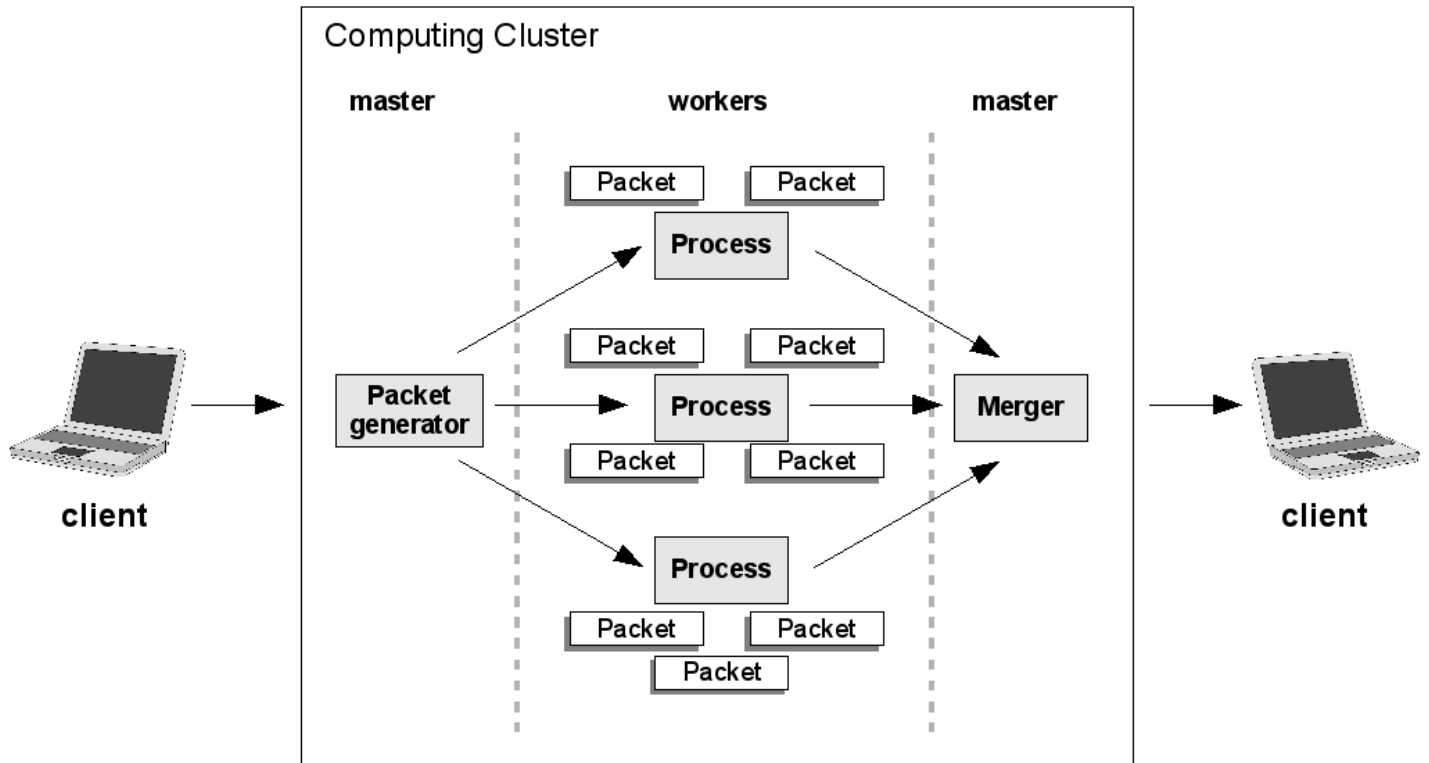 Computing Cluster
master workers master
Packet Packet
Process
Packet Packet
Packet
generator
Process
Merger
Packet Packet
client
client
Process
Packet Packet
Packet